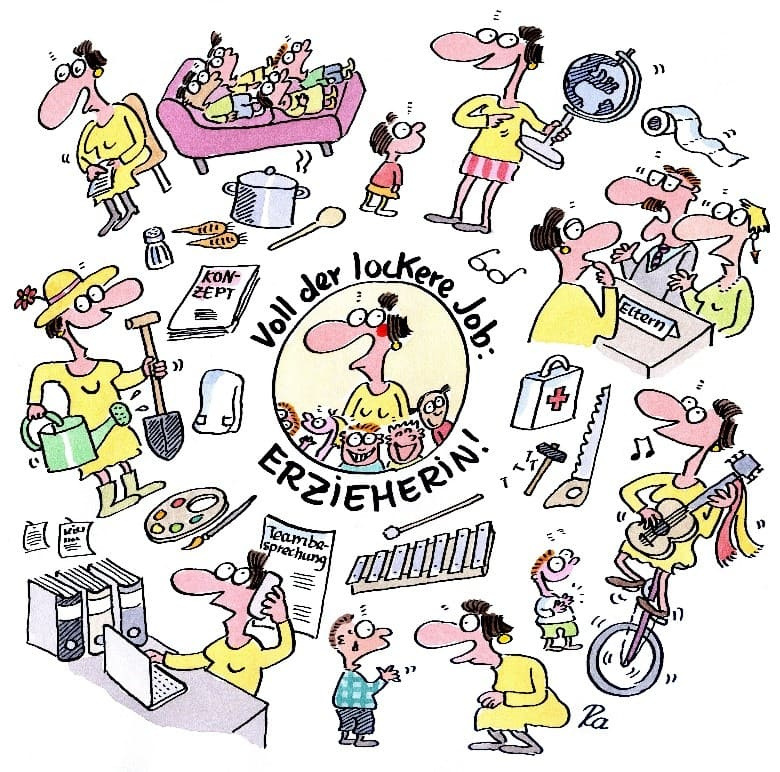 KON-
ZEPT
Voll der lockere Job:
ERZIEHERIN!
Eltern
Teambe-
sprechung
Ra